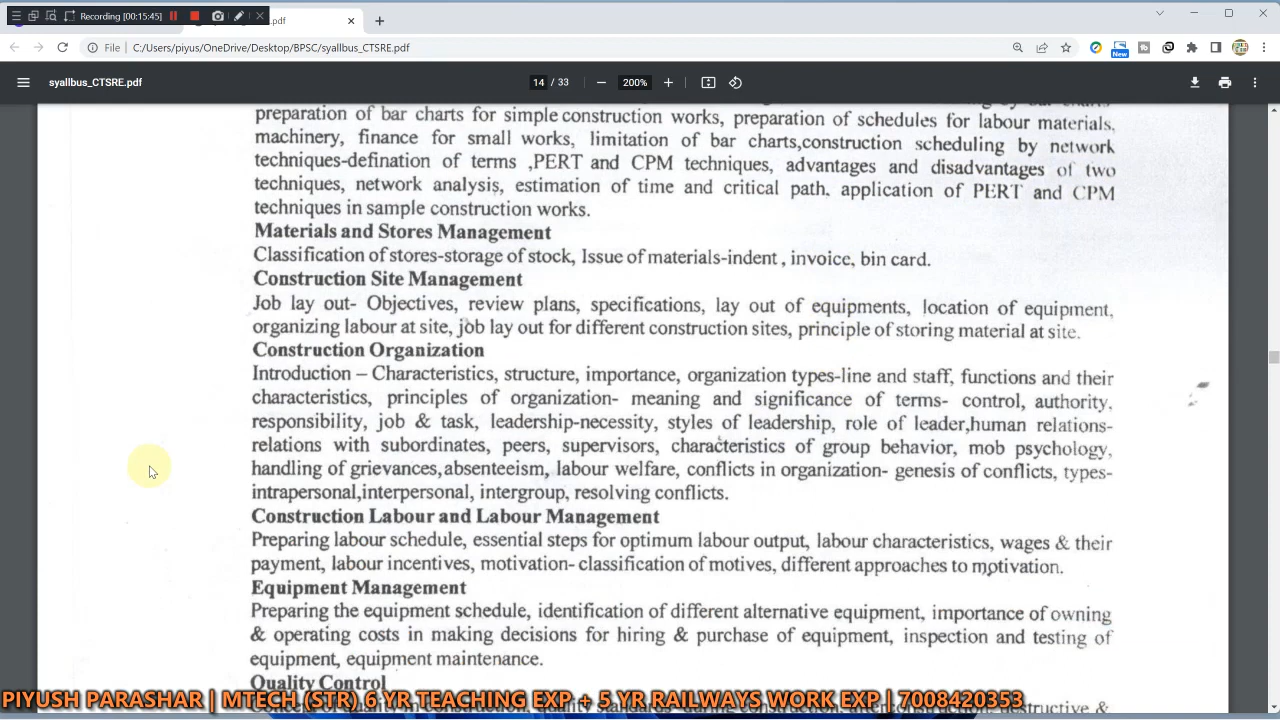 Recording [00:15:45]
.pdf
File
C:/Users/piyus/OneDrive/Desktop/BPSC/syallbus_CTSRE.pdf
New
syallbus_CTSRE.pdf
14 / 33
200%
preparation of bar charts for simple construction works, preparation of schedules for labour materials,
machinery, finance for small works, limitation of bar charts,construction scheduling by network
techniques-defination of terms ,PERT and CPM techniques, advantages and disadvantages of two
techniques, network analysis, estimation of time and critical path. application of PERT and CPM
techniques in sample construction works.
Materials and Stores Management
Classification of stores-storage of stock, Issue of materials-indent , invoice, bin card.
Construction Site Management
Job lay out- Objectives, review plans, specifications, lay out of equipments, location of equipment,
organizing labour at site, job lay out for different construction sites, principle of storing material at site.
Construction Organization
Introduction – Characteristics, structure, importance, organization types-line and staff, functions and their
characteristics, principles of organization- meaning and significance of terms- control, authority,
responsibility, job & task, leadership-necessity, styles of leadership, role of leader,human relations-
relations with subordinates, peers, supervisors, characteristics of group behavior, mob psychology,
handling of grievances,absenteeism, labour welfare, conflicts in organization- genesis of conflicts, types-
intrapersonal,interpersonal, intergroup, resolving conflicts.
Construction Labour and Labour Management
Preparing labour schedule, essential steps for optimum labour output, labour characteristics, wages & their
payment, labour incentives, motivation- classification of motives, different approaches to motivation.
Equipment Management
Preparing the equipment schedule, identification of different alternative equipment, importance of owning
& operating costs in making decisions for hiring & purchase of equipment, inspection and testing of
equipment, equipment maintenance.
Quality Control
PIYUSH PARASHAR | MTECH (STR) 6 YR TEACHING EXP + 5 YR RAILWAYS WORK EXP | 7008420353